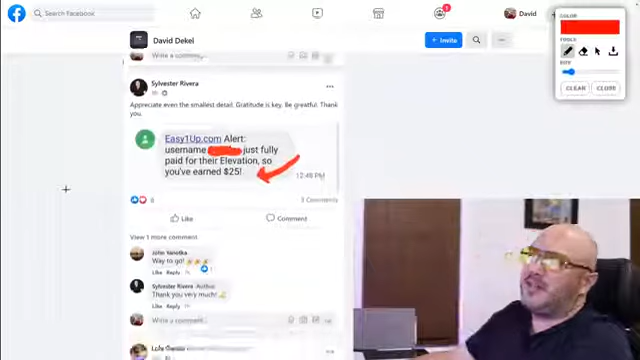 Search Facebook
1
David
COLOR
TOOLS
SIZE
CLEAR
CLOSE
David Dekel
+ Invite
Write a comment...
Sylvester Rivera
Appreciate even the smallest detail. Gratitude is key. Be greatful. Thank
you.
Easy1Up.com Alert:
username
just fully
paid for their Elevation, so
you've earned $25!
12:48 PM
6
3 Comments
Like
Comment
View 1 more comment
John Yanotka
Way to go!
1
Like Reply
Sylvester Rivera Author
Thank you very much!
Like Reply
Write a comment...